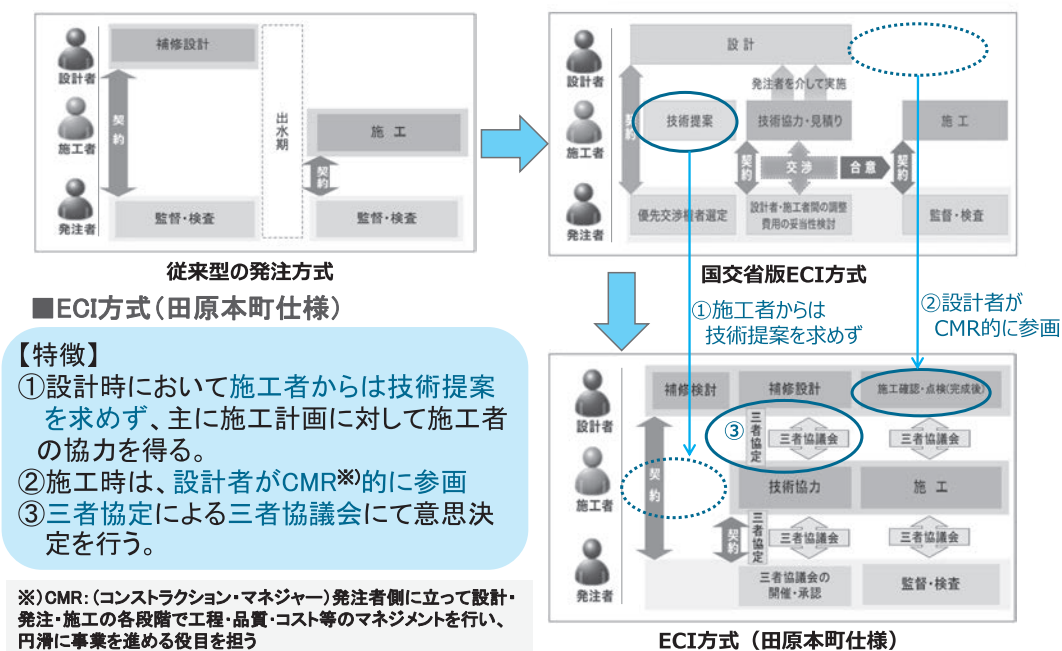 補修設計
設計者
契約
出水期
施工
施工者
契約
監督・検査
監督・検査
発注者
従来型の発注方式
設計
設計者
発注者を介して実施
契約
技術提案
技術協力・見積り
施工
施工者
契約
交渉
合意
契約
優先交渉権者選定
設計者・施工者間の調整
費用の妥当性検討
監督・検査
発注者
国交省版ECI方式
①施工者からは
技術提案を求めず
②設計者が
CMR的に参画
■ECI方式(田原本町仕様)
【特徴】
①設計時において施工者からは技術提案
を求めず、主に施工計画に対して施工者
の協力を得る。
②施工時は、設計者がCMR※)的に参画
③三者協定による三者協議会にて意思決
定を行う。
※)CMR:(コンストラクション・マネジャー)発注者側に立って設計・
発注・施工の各段階で工程・品質・コスト等のマネジメントを行い、
円滑に事業を進める役目を担う
補修検討
補修設計
施工確認・点検(完成後)
設計者
③
三者協定
三者協議会
三者協議会
契約
技術協力
施工
施工者
契約
三者協定
三者協議会
三者協議会
三者協議会の
開催・承認
監督・検査
発注者
ECI方式(田原本町仕様)